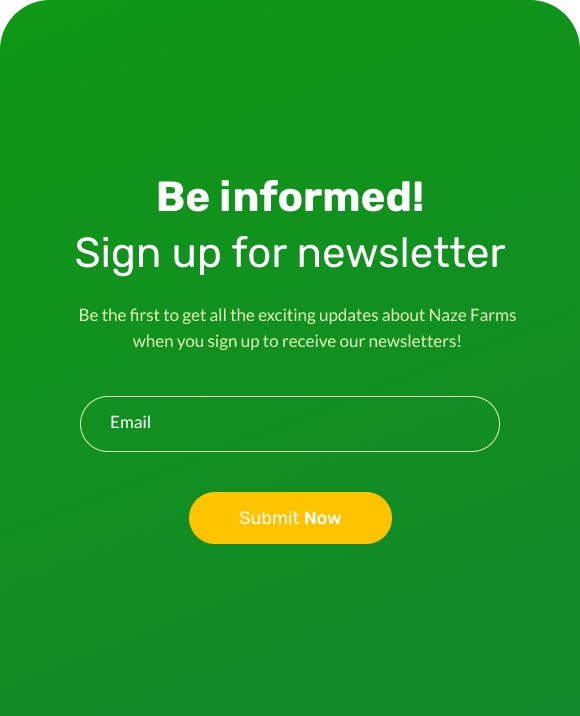 Be informed!
Sign up for newsletter
Be the first to get all the exciting updates about Naze Farms
when you sign up to receive our newsletters!
Email
Submit Now